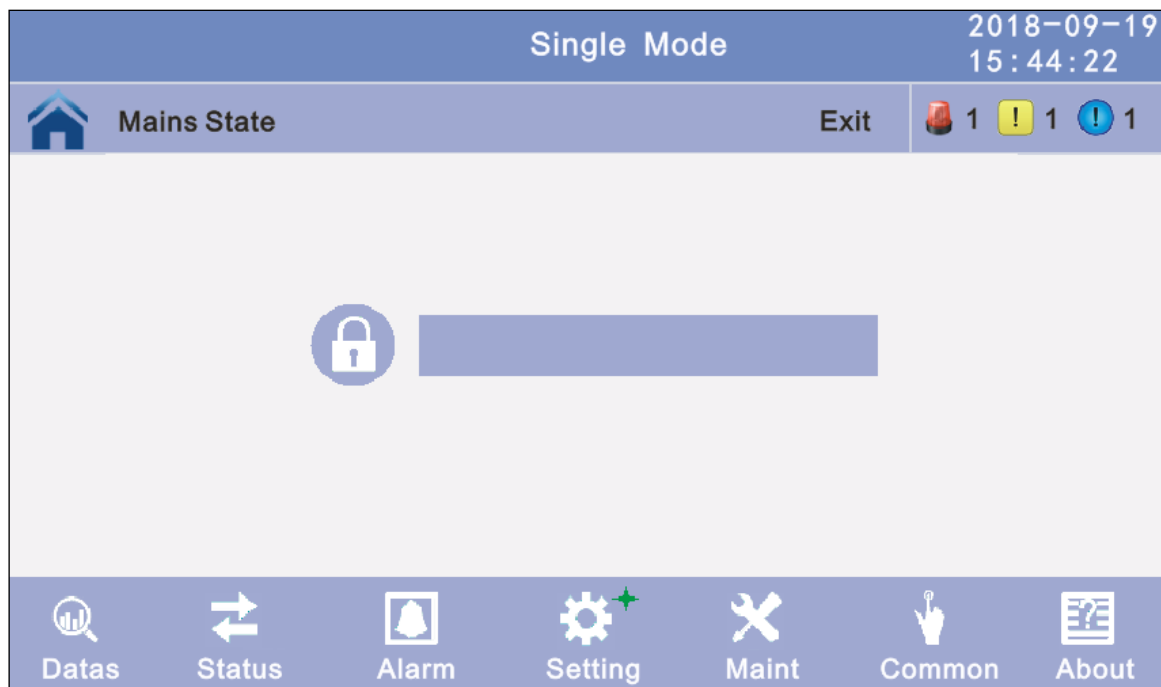 Single Mode
2018-09-19
15:44:22
Mains State
Exit
1
1
1
Datas
Status
Alarm
Setting
Maint
Common
About